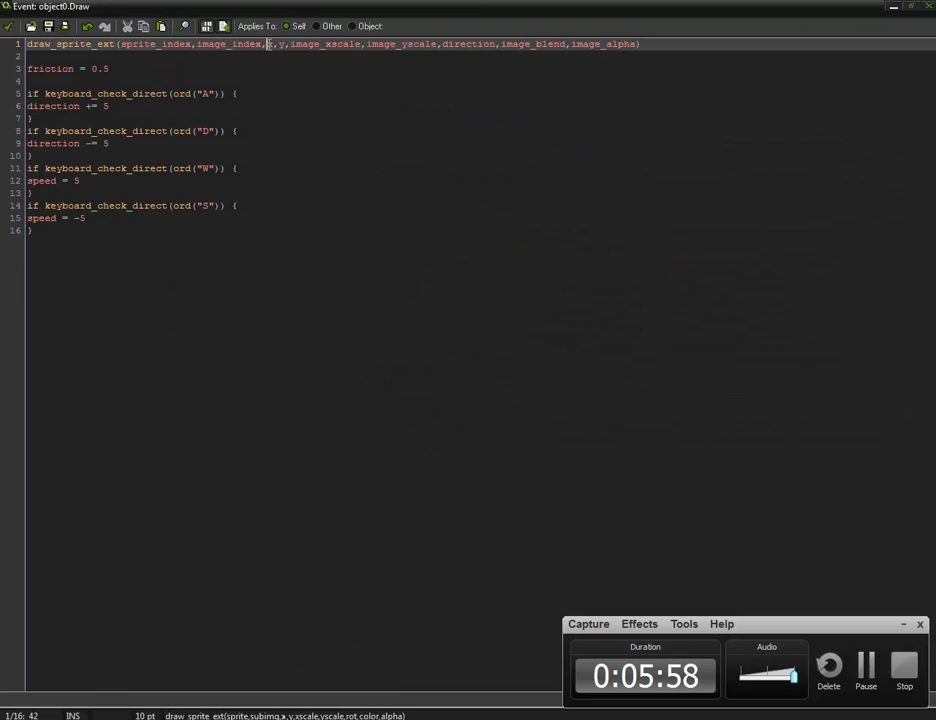 Event: object0.Draw
Applies To: Self Other Object:
1 draw_sprite_ext(sprite_index,image_index,x,y,image_xscale,image_yscale,direction,image_blend,image_alpha)
2
3 friction = 0.5
4
5 if keyboard_check_direct(ord("A")) {
6 direction += 5
7 }
8 if keyboard_check_direct(ord("D")) {
9 direction -= 5
10 }
11 if keyboard_check_direct(ord("W")) {
12 speed = 5
13 }
14 if keyboard_check_direct(ord("S")) {
15 speed = -5
16 }
Capture Effects Tools Help
Duration Audio
0:05:58
Delete Pause Stop
1/16: 42 INS 10 pt draw_sprite_ext(sprite,subimg,x,y,xscale,yscale,rot,color,alpha)